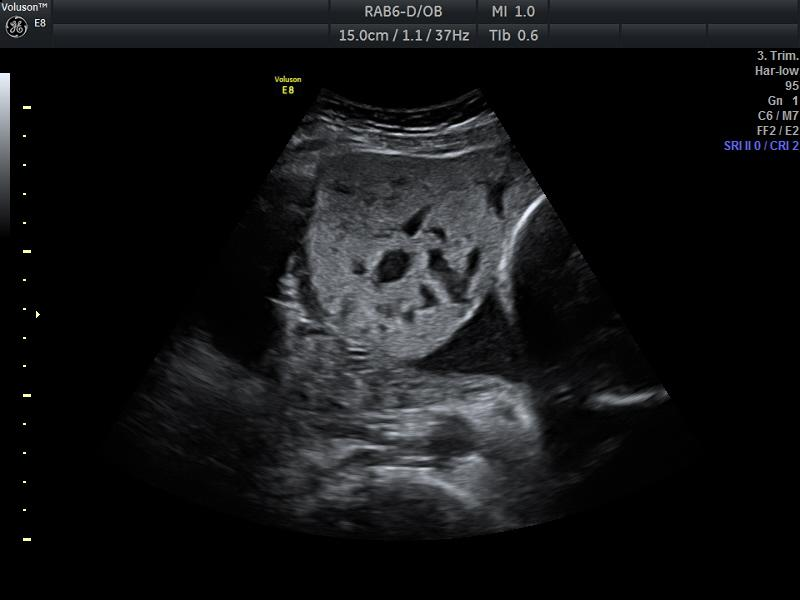 Voluson™
E8
RAB6-D/OB
MI 1.0
15.0cm / 1.1 / 37Hz
TIb 0.6
Voluson
E8
3. Trim.
Har-low
95
Gn 1
C6 / M7
FF2 / E2
SRI II 0 / CRI 2